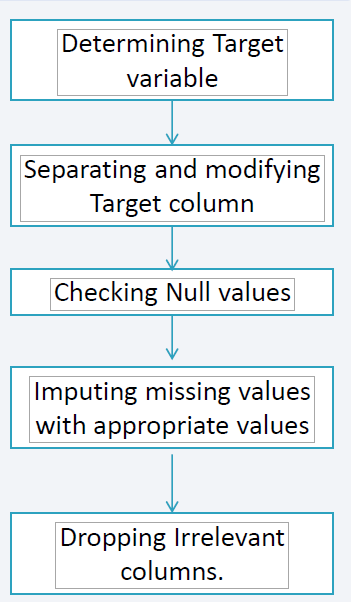 Determining Target
variable
Separating and modifying
Target column
Checking Null values
Imputing missing values
with appropriate values
Dropping Irrelevant
columns.